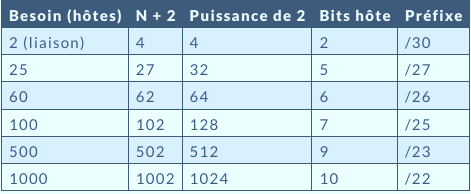 Besoin (hôtes) N + 2 Puissance de 2 Bits hôte Préfixe
2 (liaison) 4 4 2 /30
25 27 32 5 /27
60 62 64 6 /26
100 102 128 7 /25
500 502 512 9 /23
1000 1002 1024 10 /22